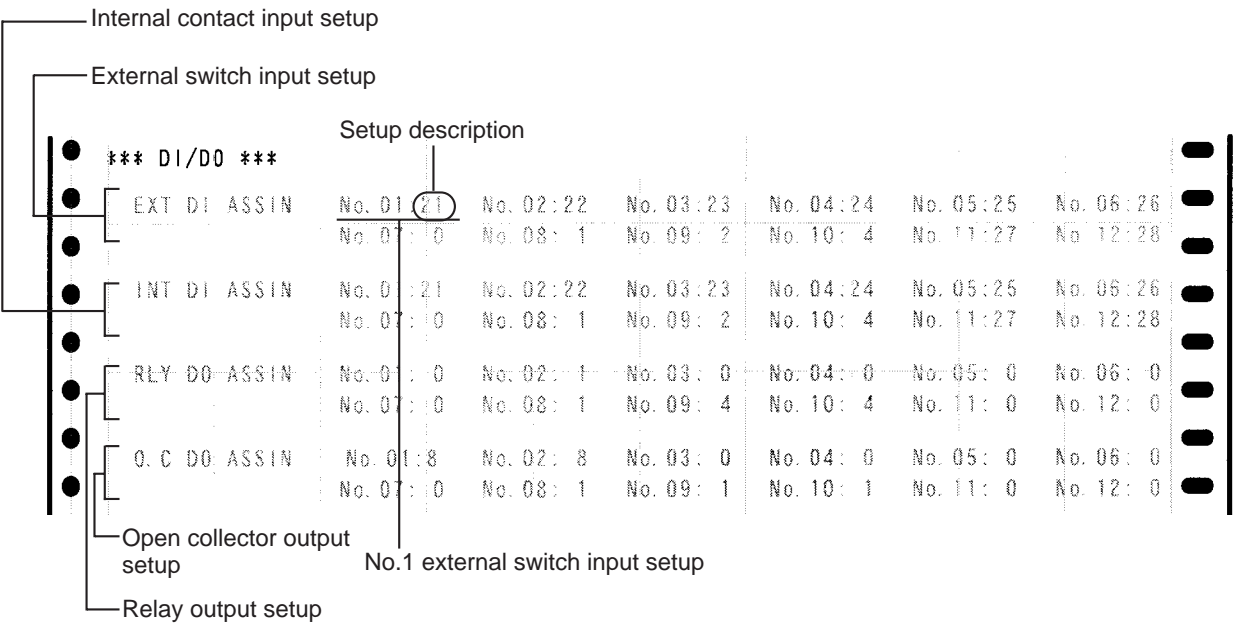 Internal contact input setup
External switch input setup
Setup description
*** DI/DO ***
EXT DI ASSIN No.01:21 No.02:22 No.03:23 No.04:24 No.05:25 No.06:26
No.07: 0 No.08: 1 No.09: 2 No.10: 4 No.11:27 No.12:28
INT DI ASSIN No.01:21 No.02:22 No.03:23 No.04:24 No.05:25 No.06:26
No.07: 0 No.08: 1 No.09: 2 No.10: 4 No.11:27 No.12:28
RLY DO ASSIN No.01: 0 No.02: 1 No.03: 0 No.04: 0 No.05: 0 No.06: 0
No.07: 0 No.08: 1 No.09: 4 No.10: 4 No.11: 0 No.12: 0
O.C DO ASSIN No.01:8 No.02: 8 No.03: 0 No.04: 0 No.05: 0 No.06: 0
No.07: 0 No.08: 1 No.09: 1 No.10: 1 No.11: 0 No.12: 0
Open collector output
setup
No.1 external switch input setup
Relay output setup